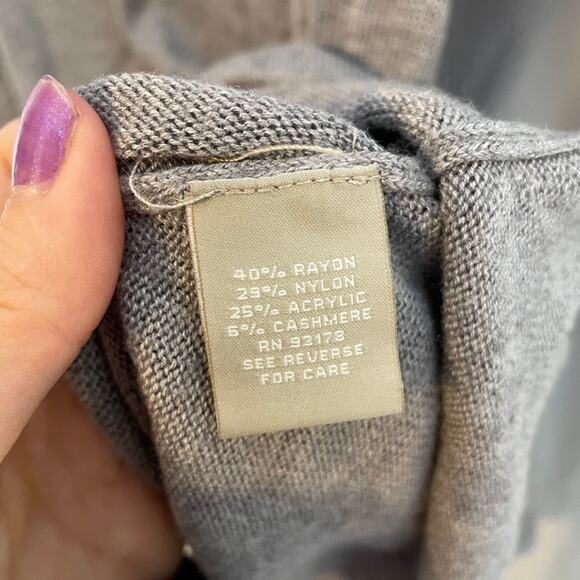 40% RAYON
29% NYLON
25% ACRYLIC
6% CASHMERE
RN 93173
SEE REVERSE
FOR CARE